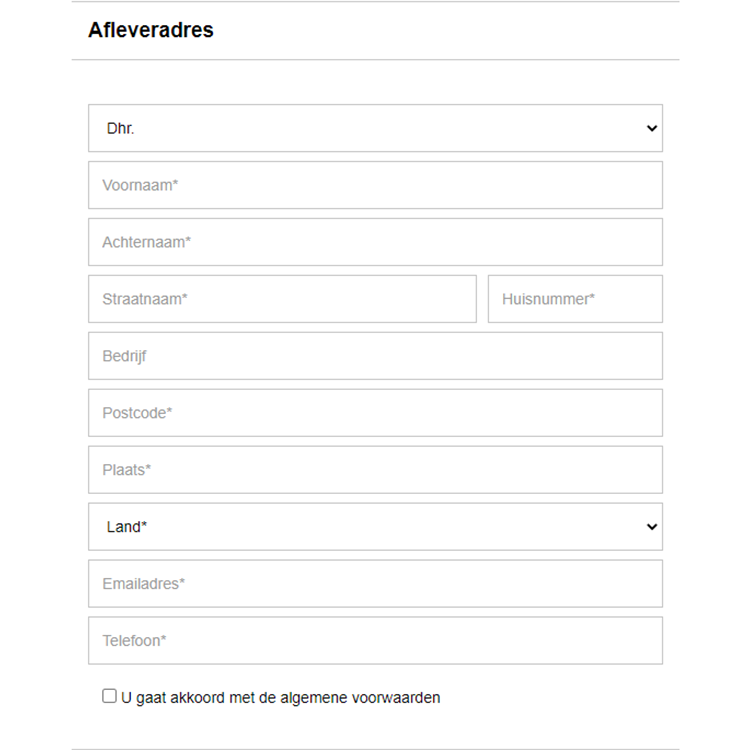 Afleveradres
Dhr.
Voornaam*
Achternaam*
Straatnaam* Huisnummer*
Bedrijf
Postcode*
Plaats*
Land*
Emailadres*
Telefoon*
U gaat akkoord met de algemene voorwaarden